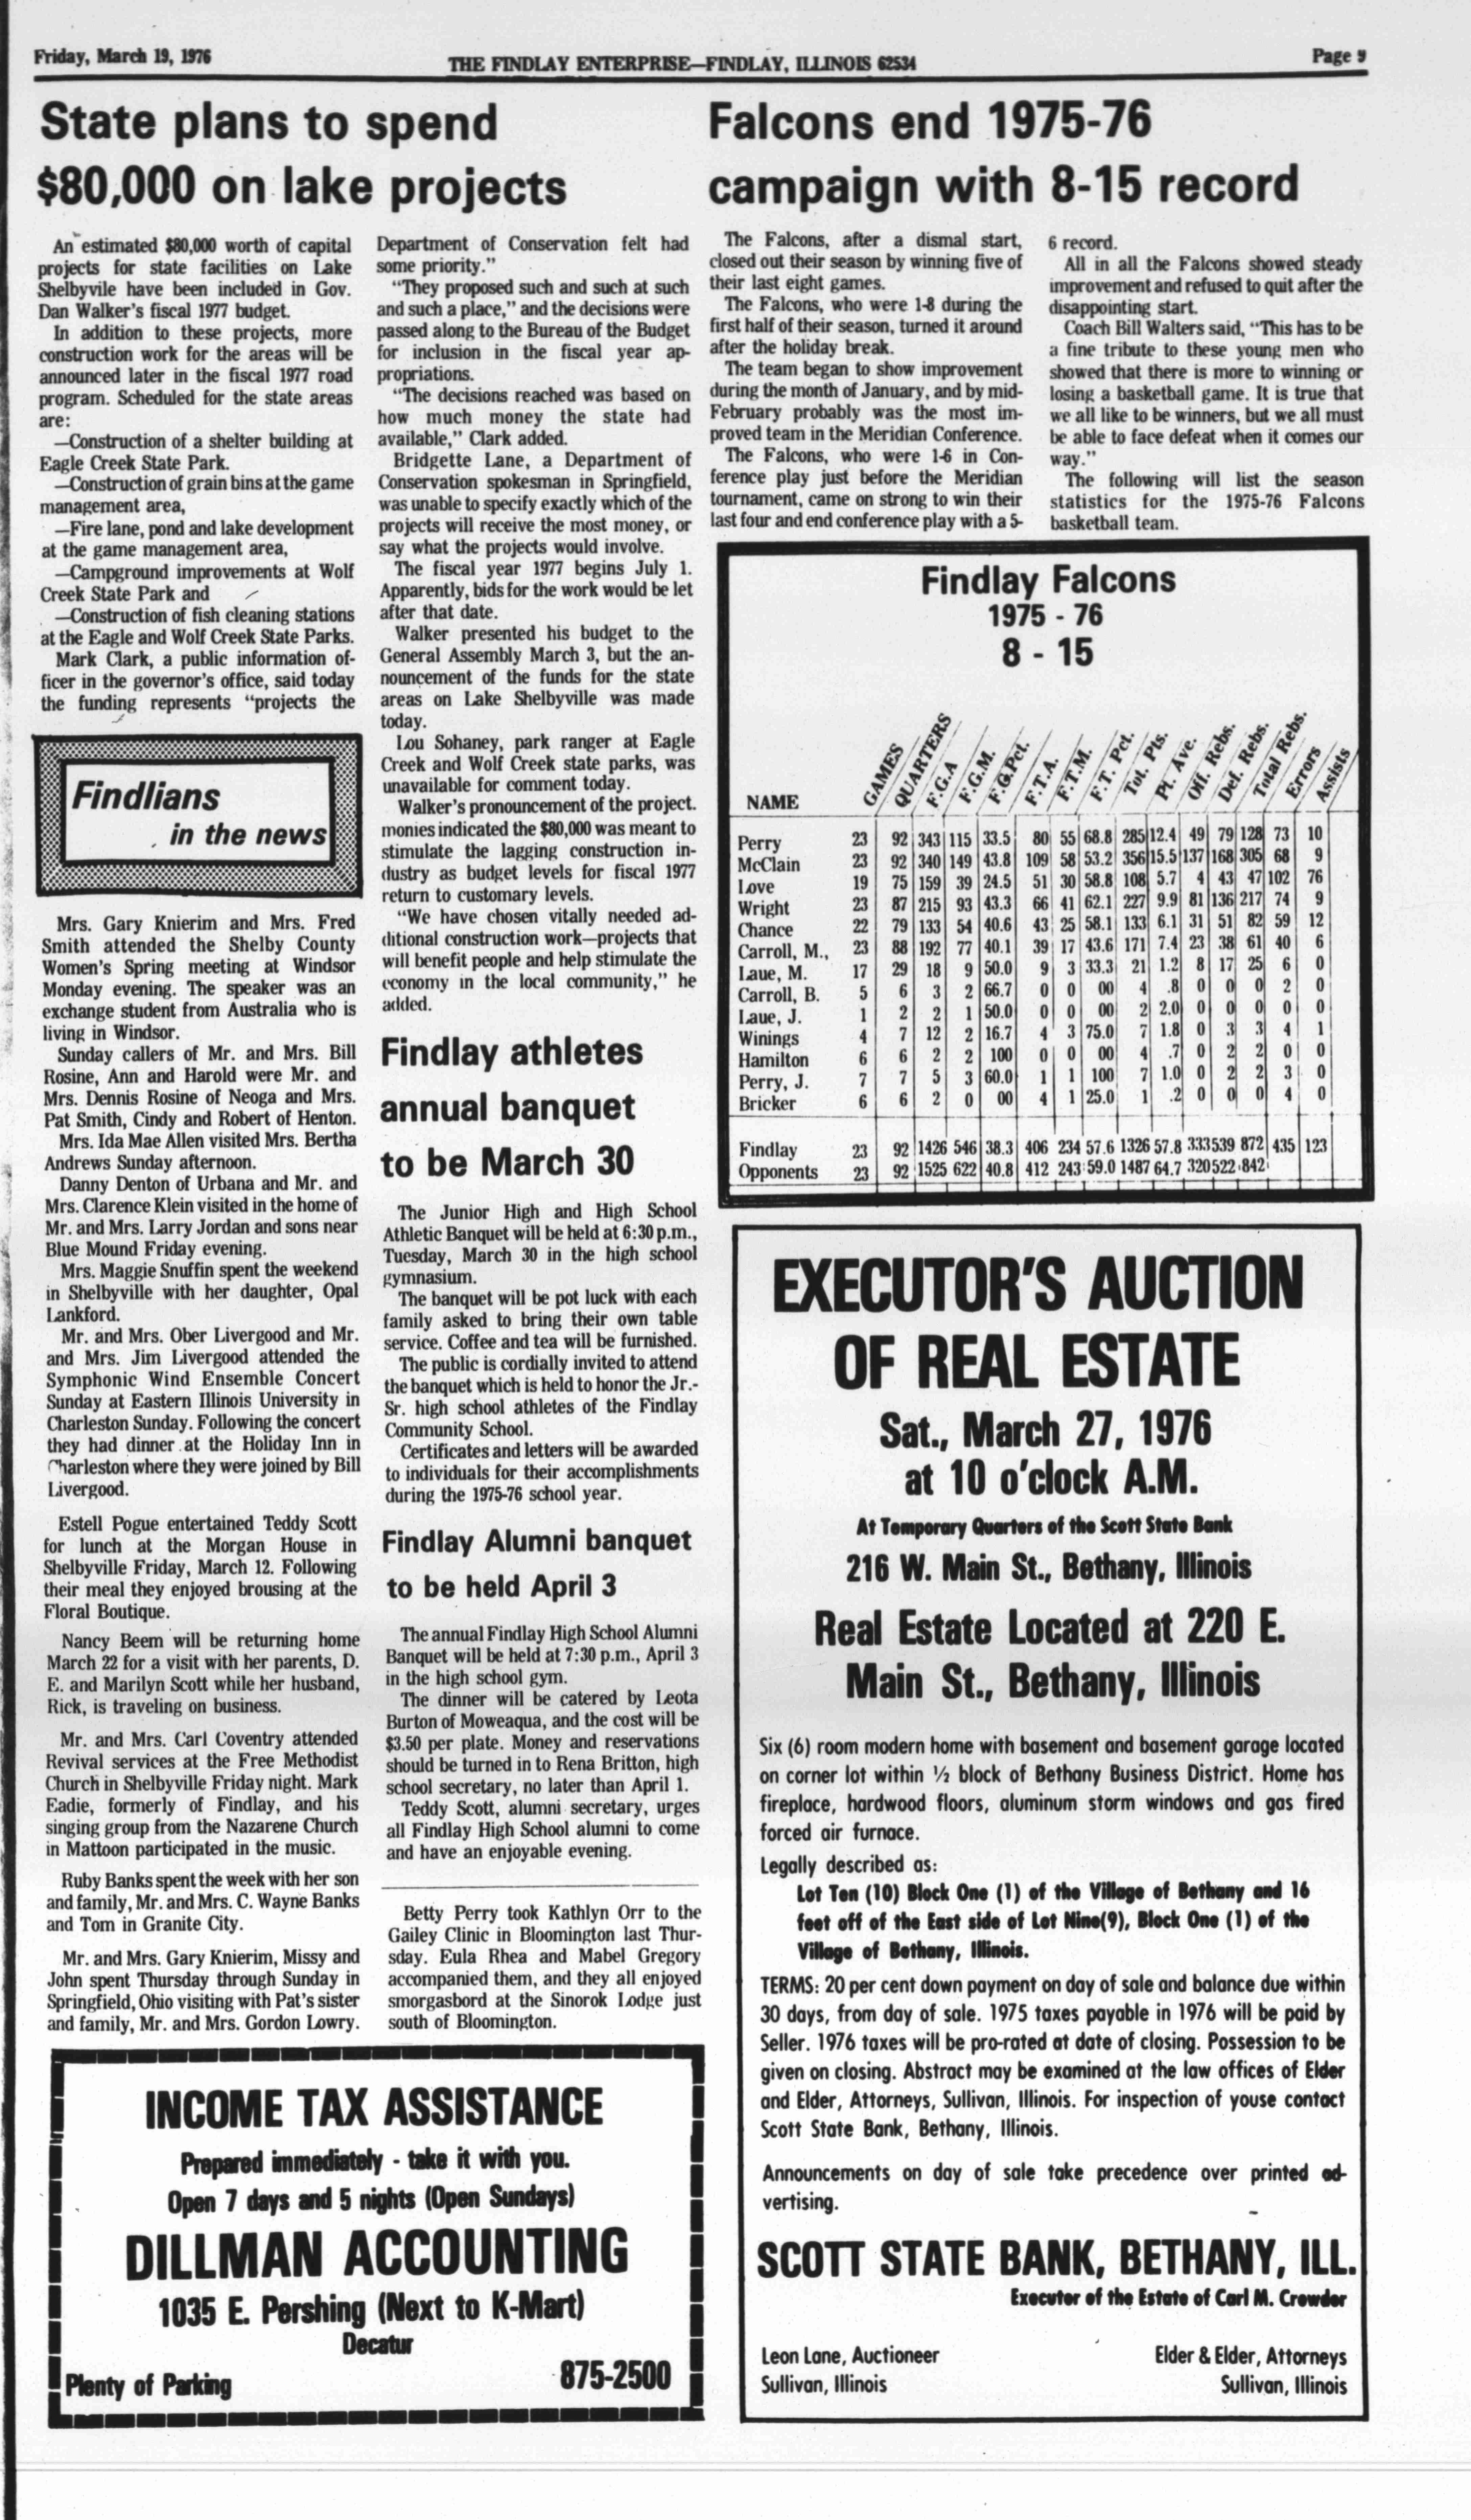 Friday, March 19, 1976
THE FINDLAY ENTERPRISE—FINDLAY, ILLINOIS 62534
Page 9
State plans to spend
$80,000 on lake projects
An estimated $80,000 worth of capital
projects for state facilities on Lake
Shelbyvile have been included in Gov.
Dan Walker's fiscal 1977 budget.
In addition to these projects, more
construction work for the areas will be
announced later in the fiscal 1977 road
program. Scheduled for the state areas
are:
—Construction of a shelter building at
Eagle Creek State Park.
—Construction of grain bins at the game
management area,
—Fire lane, pond and lake development
at the game management area,
—Campground improvements at Wolf
Creek State Park and
—Construction of fish cleaning stations
at the Eagle and Wolf Creek State Parks.
Mark Clark, a public information of-
ficer in the governor's office, said today
the funding represents "projects the
Department of Conservation felt had
some priority."
"They proposed such and such at such
and such a place," and the decisions were
passed along to the Bureau of the Budget
for inclusion in the fiscal year ap-
propriations.
"The decisions reached was based on
how much money the state had
available," Clark added.
Bridgette Lane, a Department of
Conservation spokesman in Springfield,
was unable to specify exactly which of the
projects will receive the most money, or
say what the projects would involve.
The fiscal year 1977 begins July 1.
Apparently, bids for the work would be let
after that date.
Walker presented his budget to the
General Assembly March 3, but the an-
nouncement of the funds for the state
areas on Lake Shelbyville was made
today.
Lou Sohaney, park ranger at Eagle
Creek and Wolf Creek state parks, was
unavailable for comment today.
Walker's pronouncement of the project.
monies indicated the $80,000 was meant to
stimulate the lagging construction in-
dustry as budget levels for fiscal 1977
return to customary levels.
"We have chosen vitally needed ad-
ditional construction work—projects that
will benefit people and help stimulate the
economy in the local community," he
added.
Findlians
in the news
Mrs. Gary Knierim and Mrs. Fred
Smith attended the Shelby County
Women's Spring meeting at Windsor
Monday evening. The speaker was an
exchange student from Australia who is
living in Windsor.
Sunday callers of Mr. and Mrs. Bill
Rosine, Ann and Harold were Mr. and
Mrs. Dennis Rosine of Neoga and Mrs.
Pat Smith, Cindy and Robert of Henton.
Mrs. Ida Mae Allen visited Mrs. Bertha
Andrews Sunday afternoon.
Danny Denton of Urbana and Mr. and
Mrs. Clarence Klein visited in the home of
Mr. and Mrs. Larry Jordan and sons near
Blue Mound Friday evening.
Mrs. Maggie Snuffin spent the weekend
in Shelbyville with her daughter, Opal
Lankford.
Mr. and Mrs. Ober Livergood and Mr.
and Mrs. Jim Livergood attended the
Symphonic Wind Ensemble Concert
Sunday at Eastern Illinois University in
Charleston Sunday. Following the concert
they had dinner at the Holiday Inn in
Charleston where they were joined by Bill
Livergood.
Estell Pogue entertained Teddy Scott
for lunch at the Morgan House in
Shelbyville Friday, March 12. Following
their meal they enjoyed brousing at the
Floral Boutique.
Nancy Beem will be returning home
March 22 for a visit with her parents, D.
E. and Marilyn Scott while her husband,
Rick, is traveling on business.
Mr. and Mrs. Carl Coventry attended
Revival services at the Free Methodist
Church in Shelbyville Friday night. Mark
Eadie, formerly of Findlay, and his
singing group from the Nazarene Church
in Mattoon participated in the music.
Ruby Banks spent the week with her son
and family, Mr. and Mrs. C. Wayne Banks
and Tom in Granite City.
Mr. and Mrs. Gary Knierim, Missy and
John spent Thursday through Sunday in
Springfield, Ohio visiting with Pat's sister
and family, Mr. and Mrs. Gordon Lowry.
Findlay athletes
annual banquet
to be March 30
The Junior High and High School
Athletic Banquet will be held at 6:30 p.m.,
Tuesday, March 30 in the high school
gymnasium.
The banquet will be pot luck with each
family asked to bring their own table
service. Coffee and tea will be furnished.
The public is cordially invited to attend
the banquet which is held to honor the Jr.-
Sr. high school athletes of the Findlay
Community School.
Certificates and letters will be awarded
to individuals for their accomplishments
during the 1975-76 school year.
Findlay Alumni banquet
to be held April 3
The annual Findlay High School Alumni
Banquet will be held at 7:30 p.m., April 3
in the high school gym.
The dinner will be catered by Leota
Burton of Moweaqua, and the cost will be
$3.50 per plate. Money and reservations
should be turned in to Rena Britton, high
school secretary, no later than April 1.
Teddy Scott, alumni secretary, urges
all Findlay High School alumni to come
and have an enjoyable evening.
Betty Perry took Kathlyn Orr to the
Gailey Clinic in Bloomington last Thur-
sday. Eula Rhea and Mabel Gregory
accompanied them, and they all enjoyed
smorgasbord at the Sinorok Lodge just
south of Bloomington.
INCOME TAX ASSISTANCE
Prepared immediately - take it with you.
Open 7 days and 5 nights (Open Sundays)
DILLMAN ACCOUNTING
1035 E. Pershing (Next to K-Mart)
Decatur
Plenty of Parking
875-2500
Falcons end 1975-76
campaign with 8-15 record
The Falcons, after a dismal start,
closed out their season by winning five of
their last eight games.
The Falcons, who were 1-8 during the
first half of their season, turned it around
after the holiday break.
The team began to show improvement
during the month of January, and by mid-
February probably was the most im-
proved team in the Meridian Conference.
The Falcons, who were 1-6 in Con-
ference play just before the Meridian
tournament, came on strong to win their
last four and end conference play with a 5-
6 record.
All in all the Falcons showed steady
improvement and refused to quit after the
disappointing start.
Coach Bill Walters said, "This has to be
a fine tribute to these young men who
showed that there is more to winning or
losing a basketball game. It is true that
we all like to be winners, but we all must
be able to face defeat when it comes our
way."
The following will list the season
statistics for the 1975-76 Falcons
basketball team.
Findlay Falcons
1975 - 76
8 - 15
NAME GAMES QUARTERS F.G.A F.G.M. F.G.Pct. F.T.A. F.T.M. F.T. Pct. Tot. Pts. Pt. Ave. Off. Rebs. Def. Rebs. Total Rebs. Errors Assists
Perry 23 92 343 115 33.5 80 55 68.8 285 12.4 49 79 128 73 10
McClain 23 92 340 149 43.8 109 58 53.2 356 15.5 137 168 305 68 9
Love 19 75 159 39 24.5 51 30 58.8 108 5.7 4 43 47 102 76
Wright 23 87 215 93 43.3 66 41 62.1 227 9.9 81 136 217 74 9
Chance 22 79 133 54 40.6 43 25 58.1 133 6.1 31 51 82 59 12
Carroll, M., 23 88 192 77 40.1 39 17 43.6 171 7.4 23 38 61 40 6
Laue, M. 17 29 18 9 50.0 9 3 33.3 21 1.2 8 17 25 6 0
Carroll, B. 5 6 3 2 66.7 0 0 00 4 .8 0 0 0 2 0
Laue, J. 1 2 2 1 50.0 0 0 00 2 2.0 0 0 0 0 0
Winings 4 7 12 2 16.7 4 3 75.0 7 1.8 0 3 3 4 1
Hamilton 6 6 2 2 100 0 0 00 4 .7 0 2 2 0 0
Perry, J. 7 7 5 3 60.0 1 1 100 7 1.0 0 2 2 3 0
Bricker 6 6 2 0 00 4 1 25.0 1 .2 0 0 0 4 0
Findlay 23 92 1426 546 38.3 406 234 57.6 1326 57.8 333 539 872 435 123
Opponents 23 92 1525 622 40.8 412 243 59.0 1487 64.7 320 522 842
EXECUTOR'S AUCTION
OF REAL ESTATE
Sat., March 27, 1976
at 10 o'clock A.M.
At Temporary Quarters of the Scott State Bank
216 W. Main St., Bethany, Illinois
Real Estate Located at 220 E.
Main St., Bethany, Illinois
Six (6) room modern home with basement and basement garage located
on corner lot within ½ block of Bethany Business District. Home has
fireplace, hardwood floors, aluminum storm windows and gas fired
forced air furnace.
Legally described as:
Lot Ten (10) Block One (1) of the Village of Bethany and 16
feet off of the East side of Lot Nine(9), Block One (1) of the
Village of Bethany, Illinois.
TERMS: 20 per cent down payment on day of sale and balance due within
30 days, from day of sale. 1975 taxes payable in 1976 will be paid by
Seller. 1976 taxes will be pro-rated at date of closing. Possession to be
given on closing. Abstract may be examined at the law offices of Elder
and Elder, Attorneys, Sullivan, Illinois. For inspection of youse contact
Scott State Bank, Bethany, Illinois.
Announcements on day of sale take precedence over printed ad-
vertising.
SCOTT STATE BANK, BETHANY, ILL.
Executor of the Estate of Carl M. Crowder
Leon Lane, Auctioneer
Sullivan, Illinois
Elder & Elder, Attorneys
Sullivan, Illinois